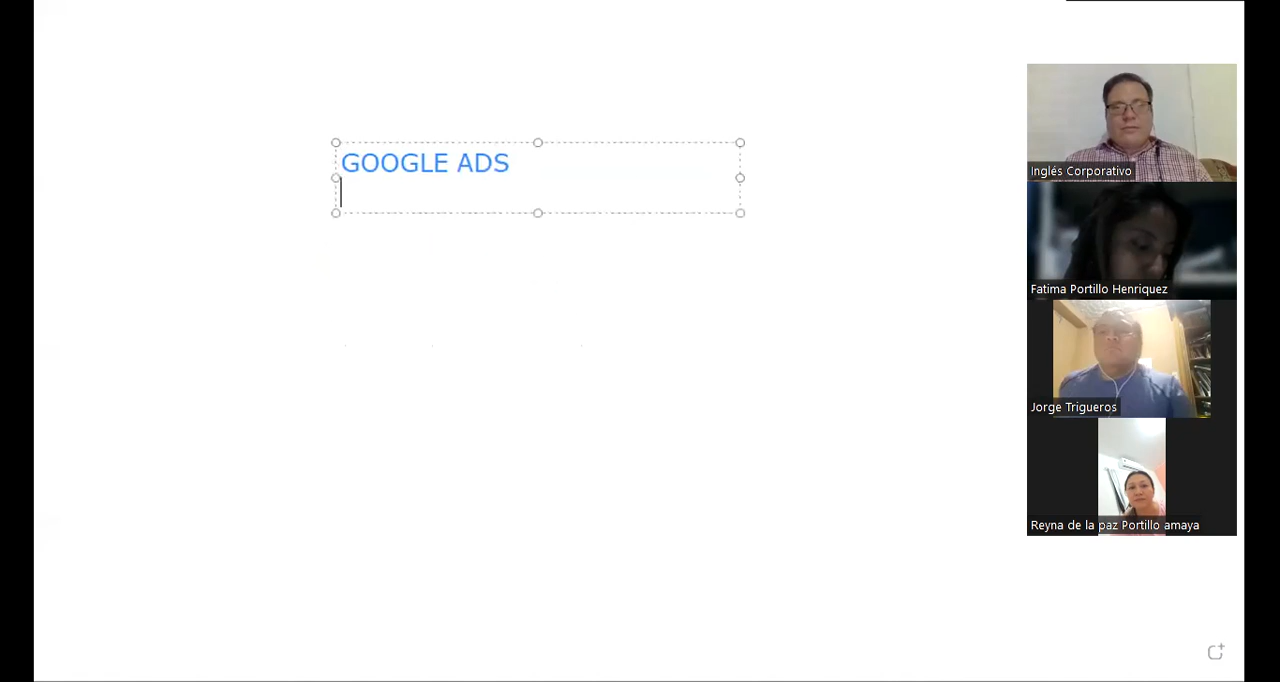 GOOGLE ADS
Inglés Corporativo
Fatima Portillo Henriquez
Jorge Trigueros
Reyna de la paz Portillo amaya